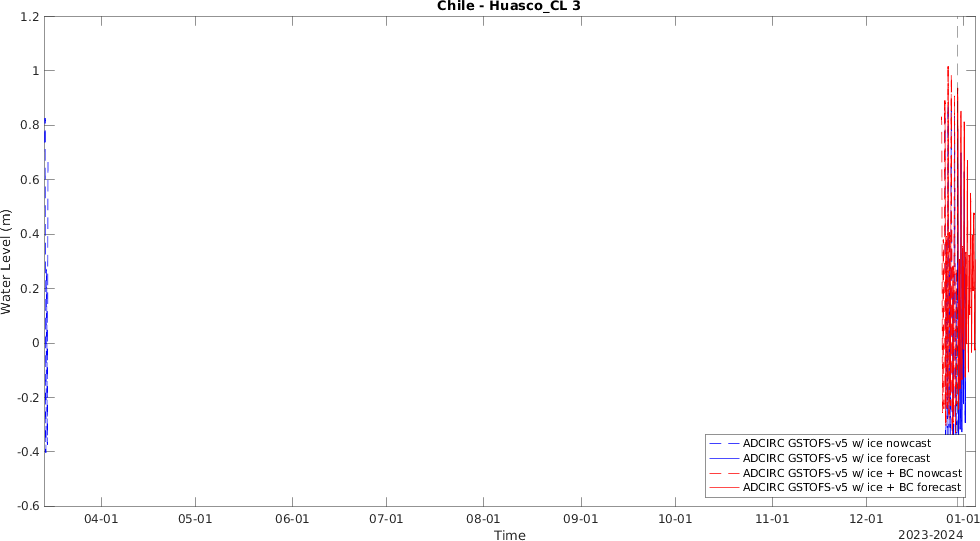 Chile - Huasco_CL 3
1.2
1
0.8
0.6
0.4
0.2
0
-0.2
-0.4
-0.6
Water Level (m)
ADCIRC GSTOFS-v5 w/ ice nowcast
ADCIRC GSTOFS-v5 w/ ice forecast
ADCIRC GSTOFS-v5 w/ ice + BC nowcast
ADCIRC GSTOFS-v5 w/ ice + BC forecast
04-01 05-01 06-01 07-01 08-01 09-01 10-01 11-01 12-01 01-01
Time
2023-2024